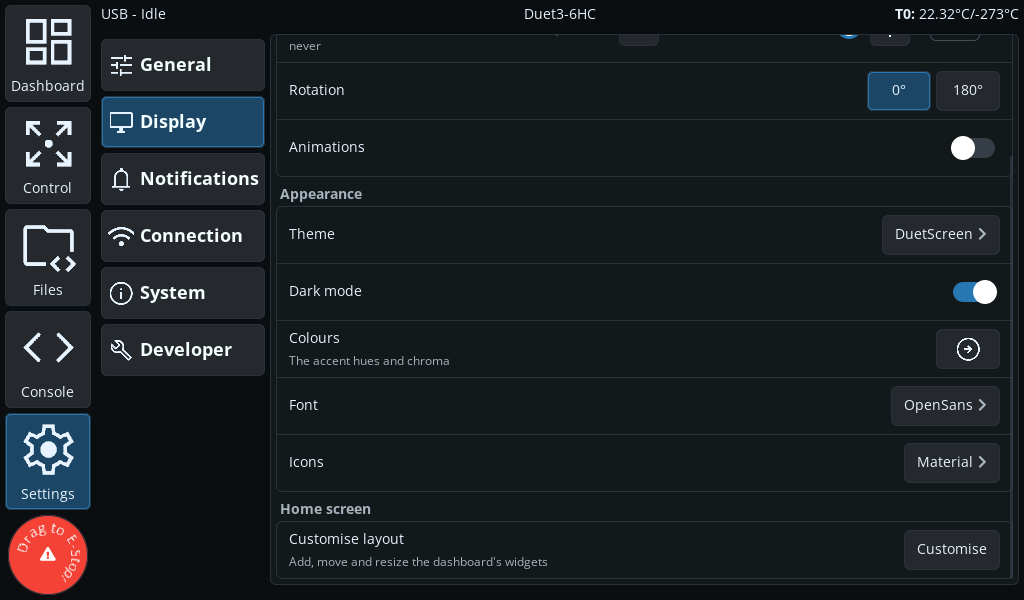 USB - Idle
Duet3-6HC
T0: 22.32°C/-273°C
Dashboard
Control
Files
Console
Settings
Drag to E-Stop!
General
Display
Notifications
Connection
System
Developer
never
Rotation
0°
180°
Animations
Appearance
Theme
DuetScreen
Dark mode
Colours
The accent hues and chroma
Font
OpenSans
Icons
Material
Home screen
Customise layout
Add, move and resize the dashboard's widgets
Customise